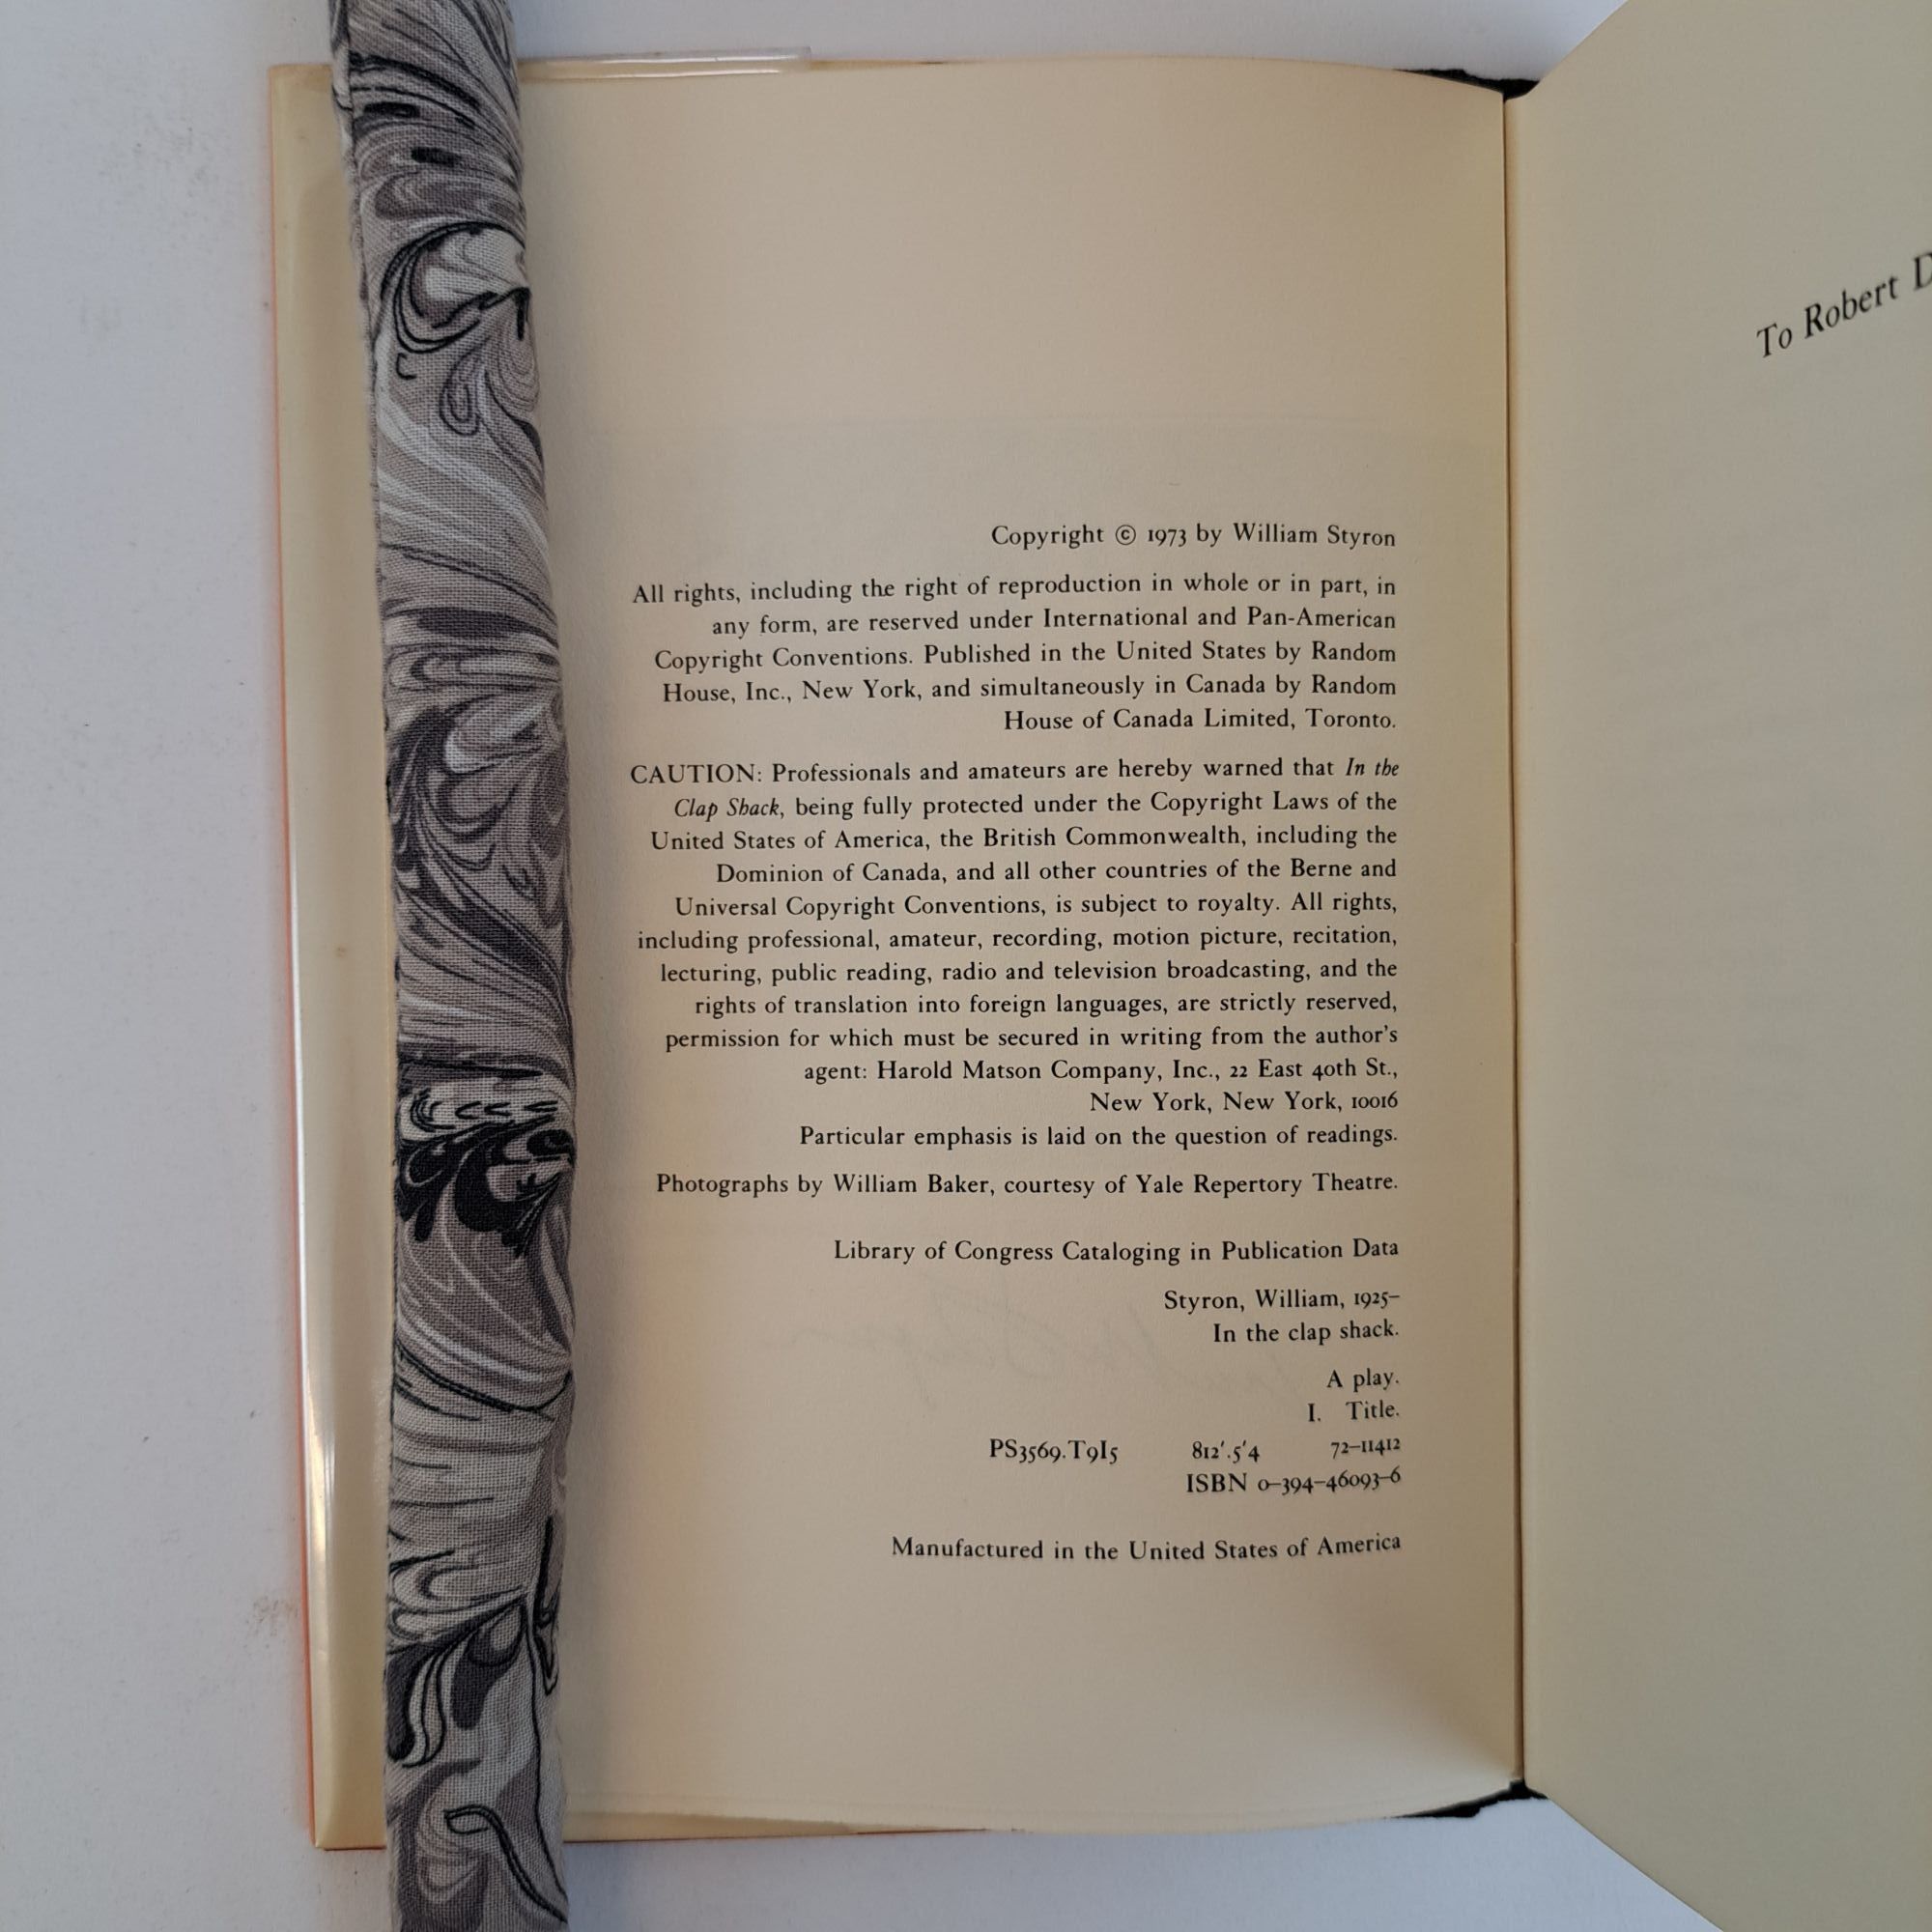 Copyright © 1973 by William Styron
All rights, including the right of reproduction in whole or in part, in
any form, are reserved under International and Pan-American
Copyright Conventions. Published in the United States by Random
House, Inc., New York, and simultaneously in Canada by Random
House of Canada Limited, Toronto.
CAUTION: Professionals and amateurs are hereby warned that In the
Clap Shack, being fully protected under the Copyright Laws of the
United States of America, the British Commonwealth, including the
Dominion of Canada, and all other countries of the Berne and
Universal Copyright Conventions, is subject to royalty. All rights,
including professional, amateur, recording, motion picture, recitation,
lecturing, public reading, radio and television broadcasting, and the
rights of translation into foreign languages, are strictly reserved,
permission for which must be secured in writing from the author's
agent: Harold Matson Company, Inc., 22 East 40th St.,
New York, New York, 10016
Particular emphasis is laid on the question of readings.
Photographs by William Baker, courtesy of Yale Repertory Theatre.
Library of Congress Cataloging in Publication Data
Styron, William, 1925–
In the clap shack.
A play.
I. Title.
PS3569.T9I5 812'.5'4 72–11412
ISBN 0–394–46093–6
Manufactured in the United States of America
To Robert D